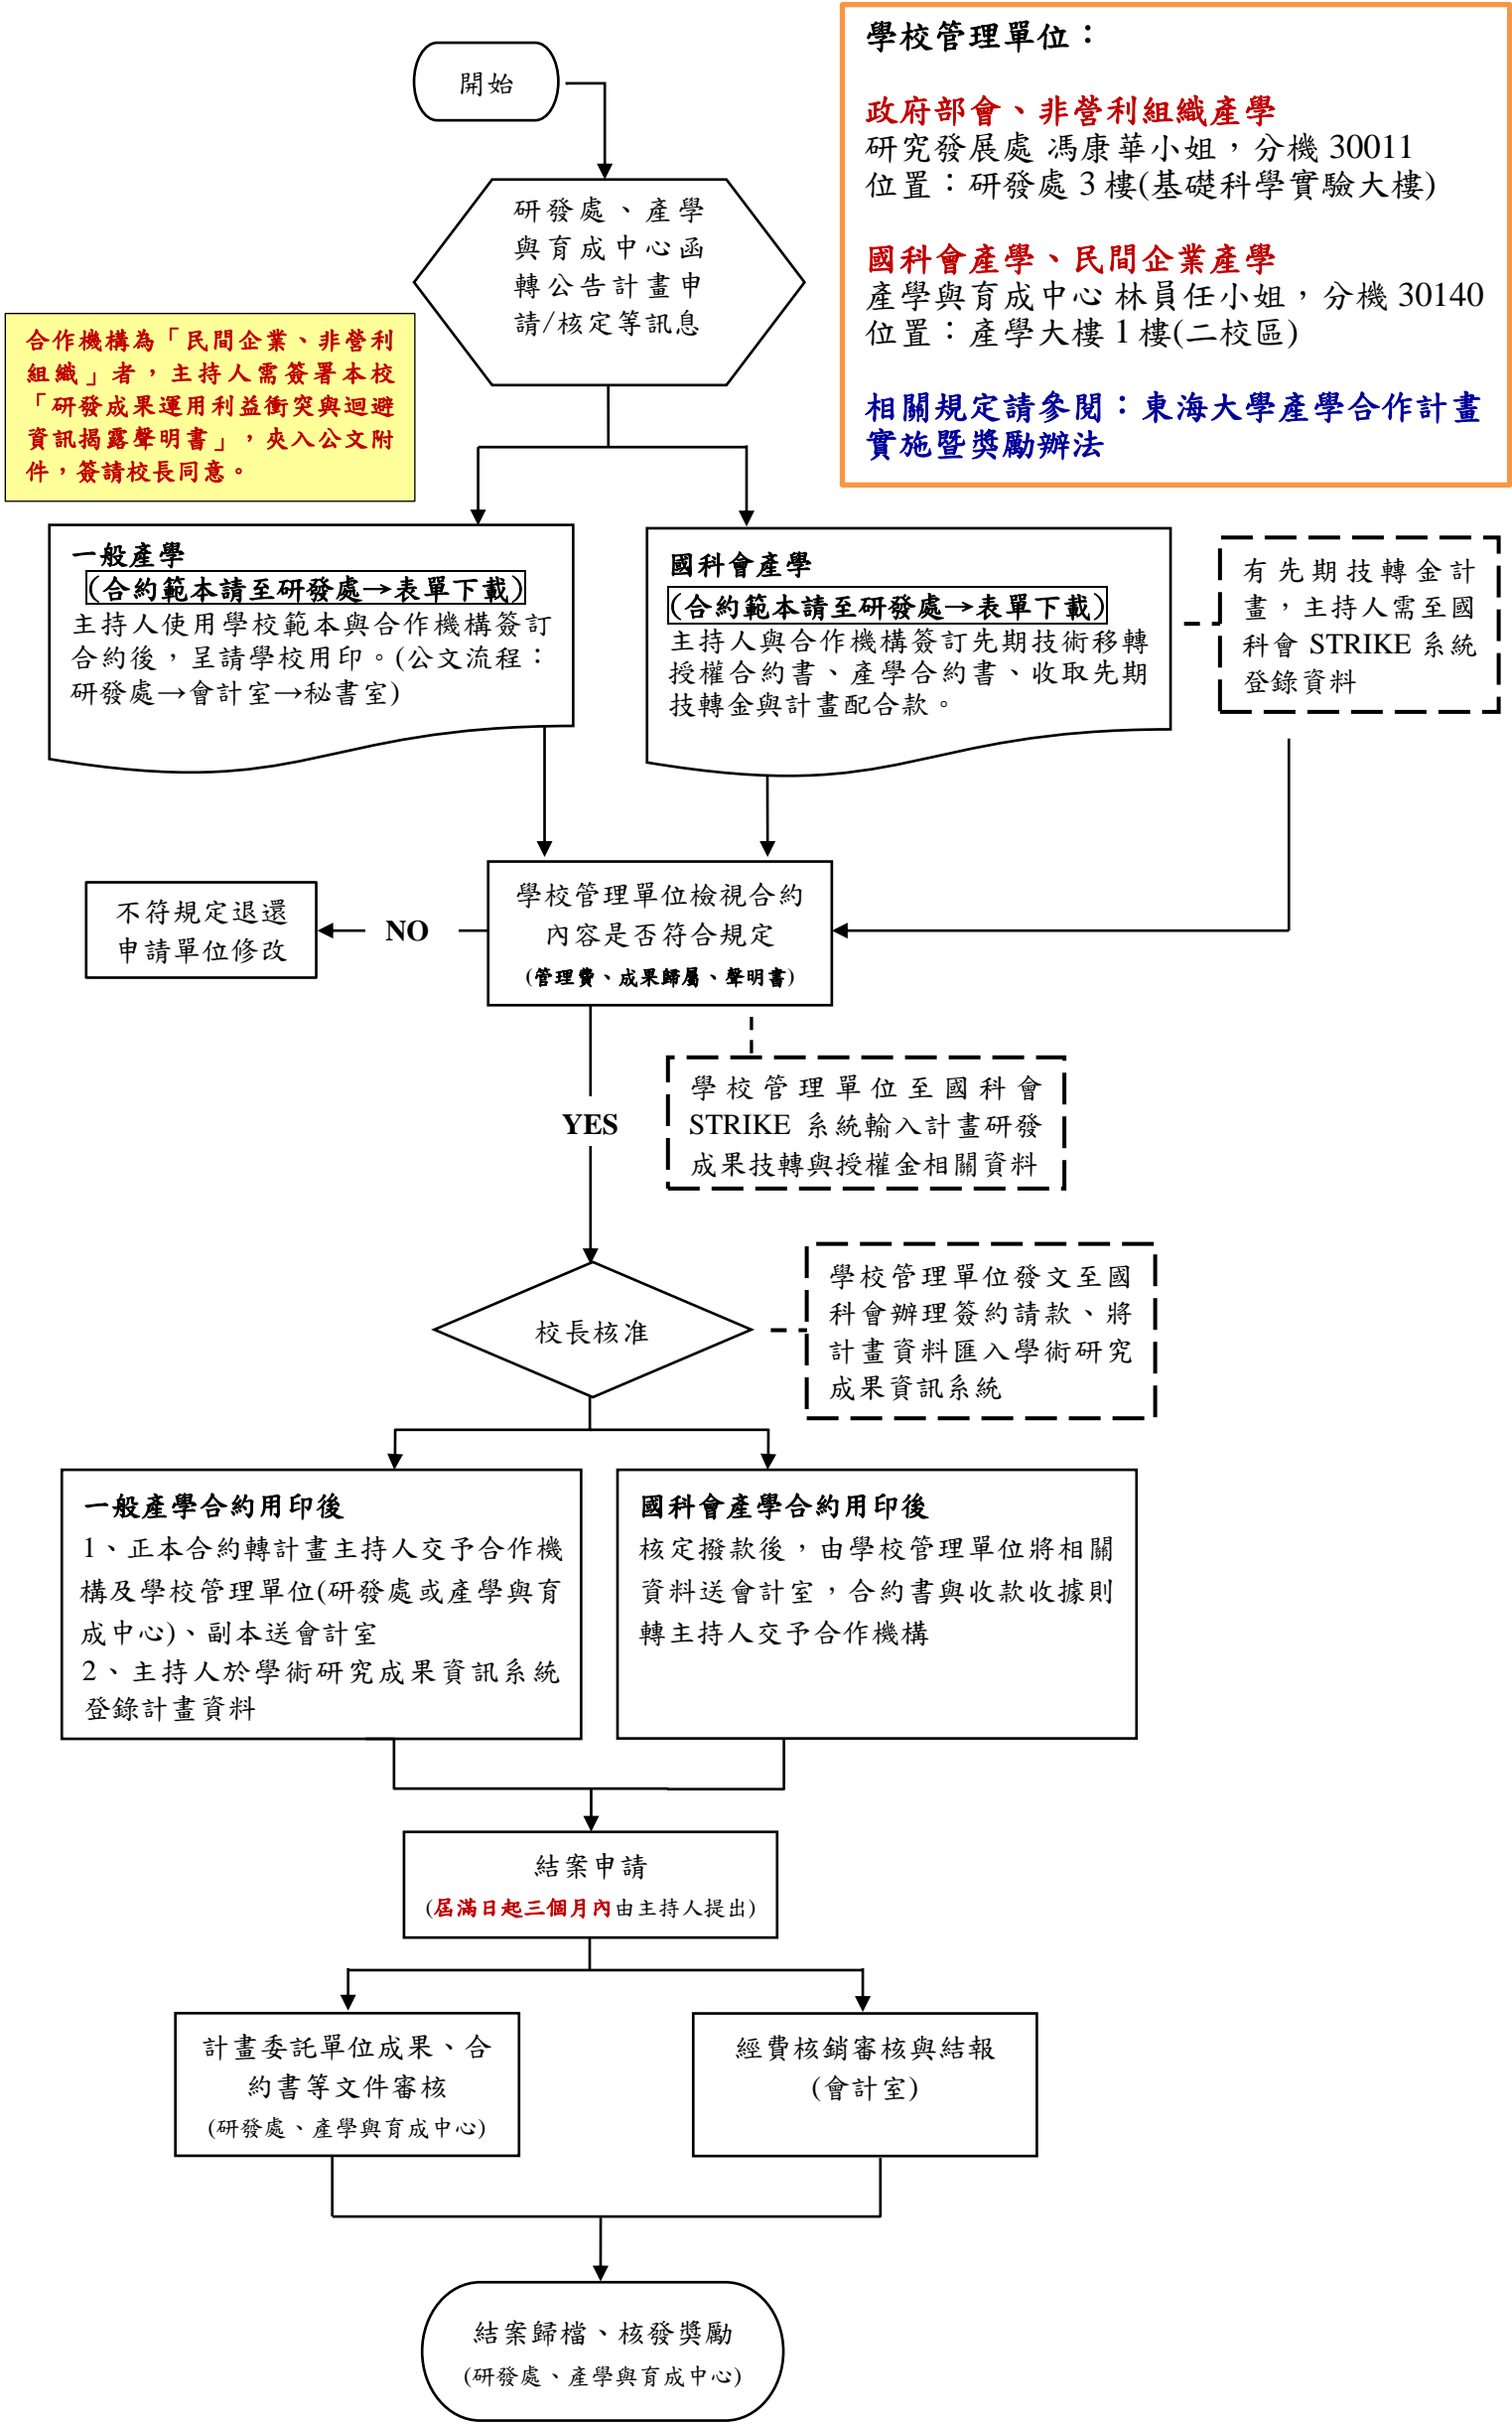 開始
研發處、產學
與育成中心函
轉公告計畫申
請/核定等訊息
學校管理單位：
政府部會、非營利組織產學
研究發展處 馮康華小姐，分機 30011
位置：研發處 3 樓(基礎科學實驗大樓)
國科會產學、民間企業產學
產學與育成中心 林員任小姐，分機 30140
位置：產學大樓 1 樓(二校區)
相關規定請參閱：東海大學產學合作計畫
實施暨獎勵辦法
合作機構為「民間企業、非營利
組織」者，主持人需簽署本校
「研發成果運用利益衝突與迴避
資訊揭露聲明書」，夾入公文附
件，簽請校長同意。
一般產學
(合約範本請至研發處→表單下載)
主持人使用學校範本與合作機構簽訂
合約後，呈請學校用印。(公文流程：
研發處→會計室→秘書室)
國科會產學
(合約範本請至研發處→表單下載)
主持人與合作機構簽訂先期技術移轉
授權合約書、產學合約書、收取先期
技轉金與計畫配合款。
有先期技轉金計
畫，主持人需至國
科會 STRIKE 系統
登錄資料
學校管理單位檢視合約
內容是否符合規定
(管理費、成果歸屬、聲明書)
NO
不符規定退還
申請單位修改
YES
學校管理單位至國科會
STRIKE 系統輸入計畫研發
成果技轉與授權金相關資料
校長核准
學校管理單位發文至國
科會辦理簽約請款、將
計畫資料匯入學術研究
成果資訊系統
一般產學合約用印後
1、正本合約轉計畫主持人交予合作機
構及學校管理單位(研發處或產學與育
成中心)、副本送會計室
2、主持人於學術研究成果資訊系統
登錄計畫資料
國科會產學合約用印後
核定撥款後，由學校管理單位將相關
資料送會計室，合約書與收款收據則
轉主持人交予合作機構
結案申請
(屆滿日起三個月內由主持人提出)
計畫委託單位成果、合
約書等文件審核
(研發處、產學與育成中心)
經費核銷審核與結報
(會計室)
結案歸檔、核發獎勵
(研發處、產學與育成中心)